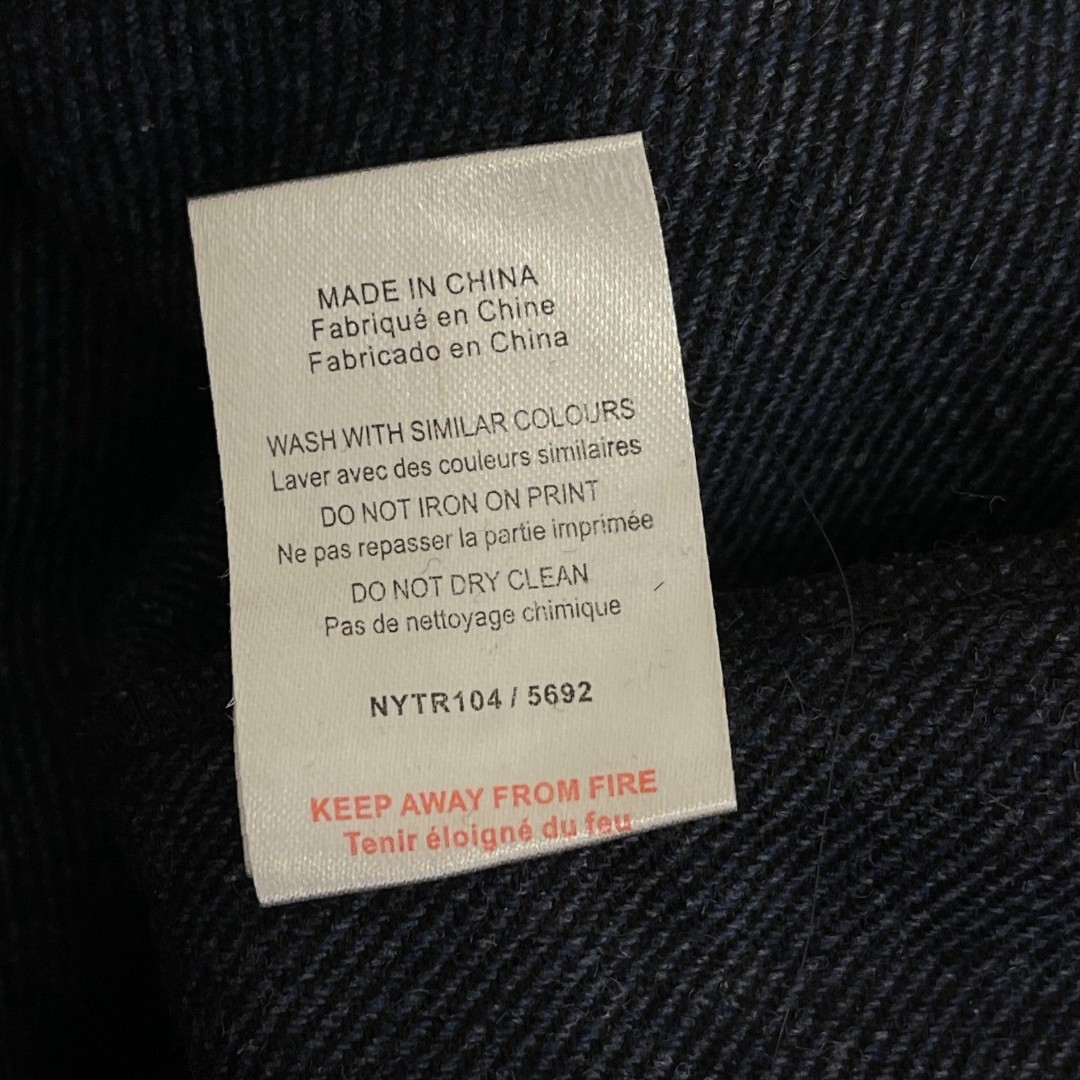 MADE IN CHINA
Fabriqué en Chine
Fabricado en China
WASH WITH SIMILAR COLOURS
Laver avec des couleurs similaires
DO NOT IRON ON PRINT
Ne pas repasser la partie imprimée
DO NOT DRY CLEAN
Pas de nettoyage chimique
NYTR104 / 5692
KEEP AWAY FROM FIRE
Tenir éloigné du feu